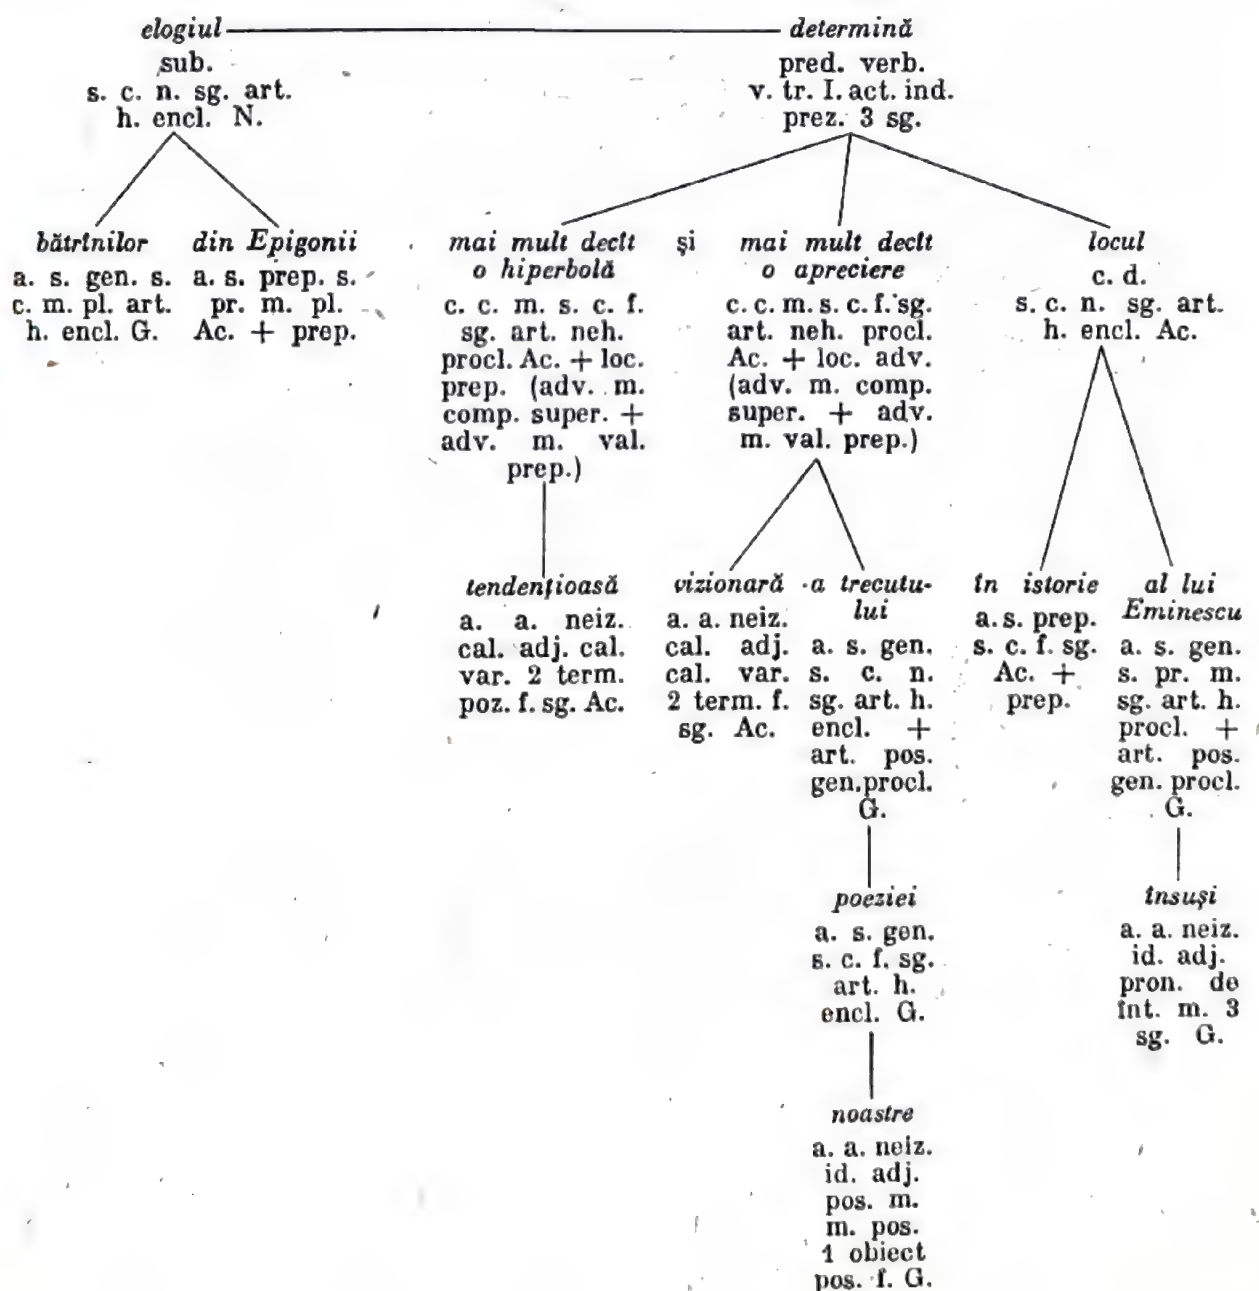 elogiul determină
sub.
s. c. n. sg. art.
h. encl. N.
pred. verb.
v. tr. I. act. ind.
prez. 3 sg.
bătrînilor
a. s. gen. s.
c. m. pl. art.
h. encl. G.
din Epigonii
a. s. prep. s.
pr. m. pl.
Ac. + prep.
mai mult decît
o hiperbolă
c. c. m. s. c. f.
sg. art. neh.
procl. Ac. + loc.
prep. (adv. m.
comp. super. +
adv. m. val.
prep.)
și
mai mult decît
o apreciere
c. c. m. s. c. f. sg.
art. neh. procl.
Ac. + loc. adv.
(adv. m. comp.
super. + adv.
m. val. prep.)
locul
c. d.
s. c. n. sg. art.
h. encl. Ac.
tendențioasă
a. a. neiz.
cal. adj. cal.
var. 2 term.
poz. f. sg. Ac.
vizionară
a. a. neiz.
cal. adj.
cal. var.
2 term. f.
sg. Ac.
a trecutu-
lui
a. s. gen.
s. c. n.
sg. art. h.
encl. +
art. pos.
gen.procl.
G.
în istorie
a. s. prep.
s. c. f. sg.
Ac. +
prep.
al lui
Eminescu
a. s. gen.
s. pr. m.
sg. art. h.
procl. +
art. pos.
gen. procl.
G.
poeziei
a. s. gen.
s. c. f. sg.
art. h.
encl. G.
însuși
a. a. neiz.
id. adj.
pron. de
înt. m. 3
sg. G.
noastre
a. a. neiz.
id. adj.
pos. m.
m. pos.
1 obiect
pos. f. G.